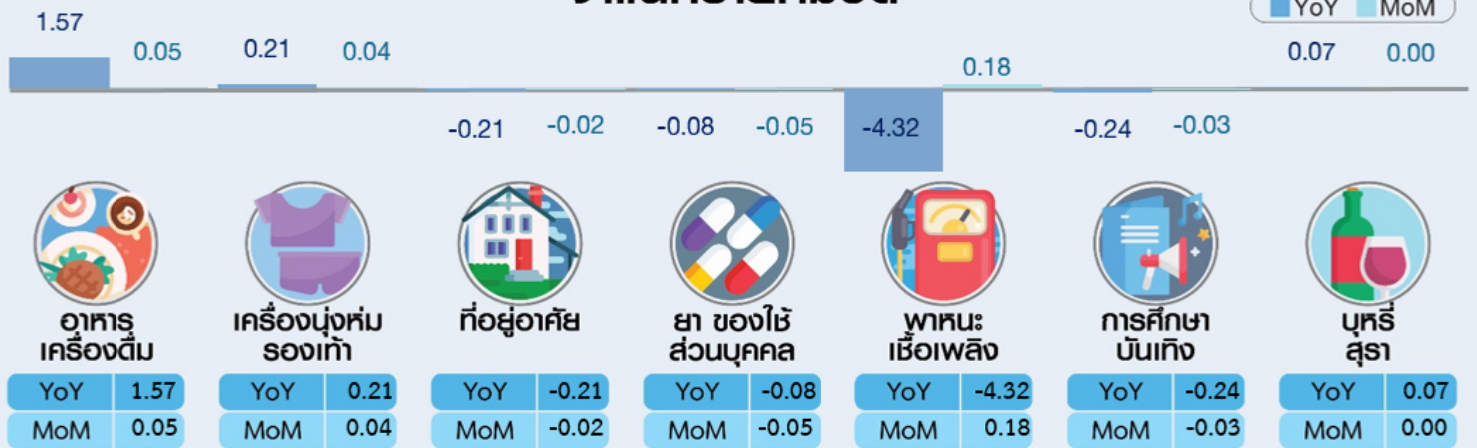 YoY MoM
1.57 0.05 0.21 0.04 0.18 0.07 0.00
-0.21 -0.02 -0.08 -0.05 -4.32 -0.24 -0.03
อาหาร เครื่องนุ่งห่ม ที่อยู่อาศัย ยา ของใช้ พาหนะ การศึกษา บุหรี่
เครื่องดื่ม รองเท้า ส่วนบุคคล เชื้อเพลิง บันเทิง สุรา
YoY 1.57 YoY 0.21 YoY -0.21 YoY -0.08 YoY -4.32 YoY -0.24 YoY 0.07
MoM 0.05 MoM 0.04 MoM -0.02 MoM -0.05 MoM 0.18 MoM -0.03 MoM 0.00